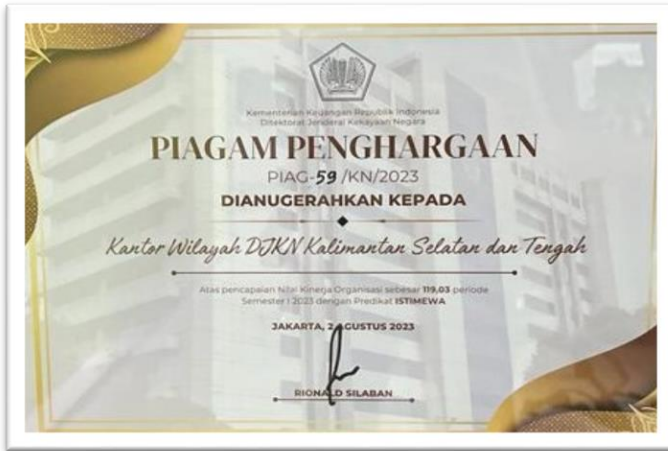 Kementerian Keuangan Republik Indonesia
Direktorat Jenderal Kekayaan Negara
PIAGAM PENGHARGAAN
PIAG-59 /KN/2023
DIANUGERAHKAN KEPADA
Kantor Wilayah DJKN Kalimantan Selatan dan Tengah
Atas pencapaian Nilai Kinerja Organisasi sebesar 119,03 periode
Semester I 2023 dengan Predikat ISTIMEWA
JAKARTA, 2 AGUSTUS 2023
RIONALD SILABAN